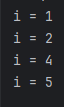 i = 1
i = 2
i = 4
i = 5